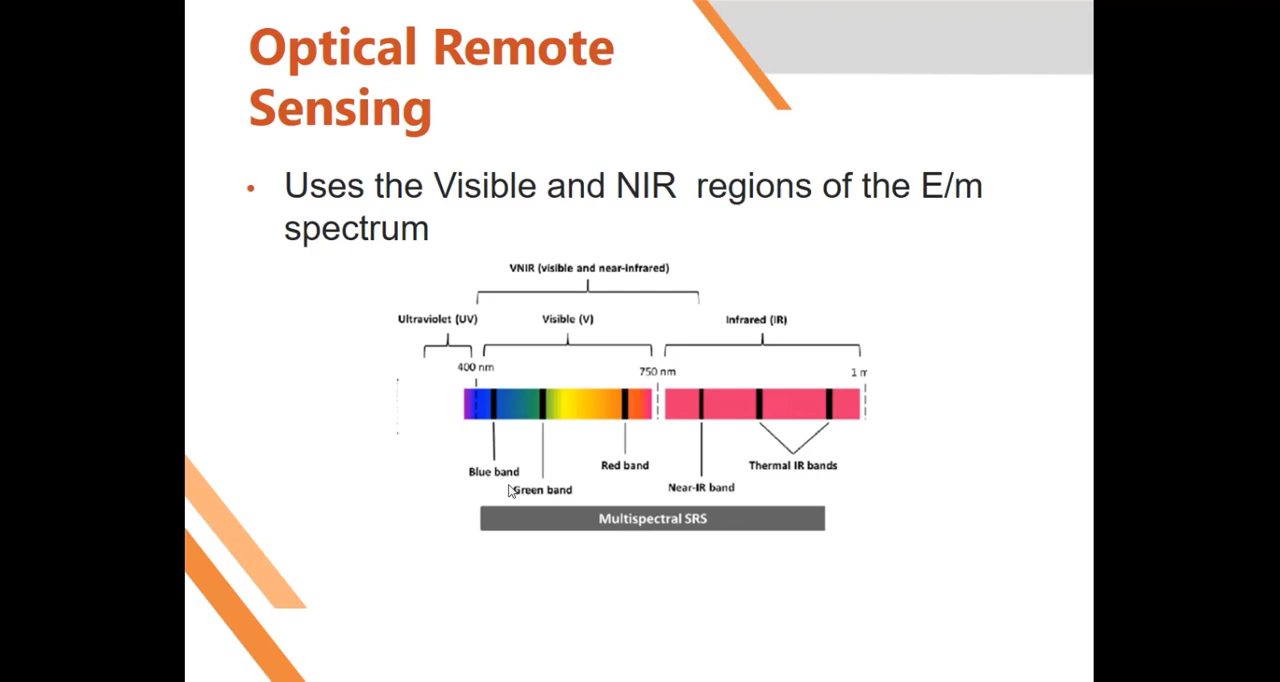 Optical Remote
Sensing
• Uses the Visible and NIR regions of the E/m
spectrum
VNIR (visible and near-infrared)
Ultraviolet (UV) Visible (V) Infrared (IR)
400 nm 750 nm 1 m
Blue band Red band Thermal IR bands
Green band Near-IR band
Multispectral SRS